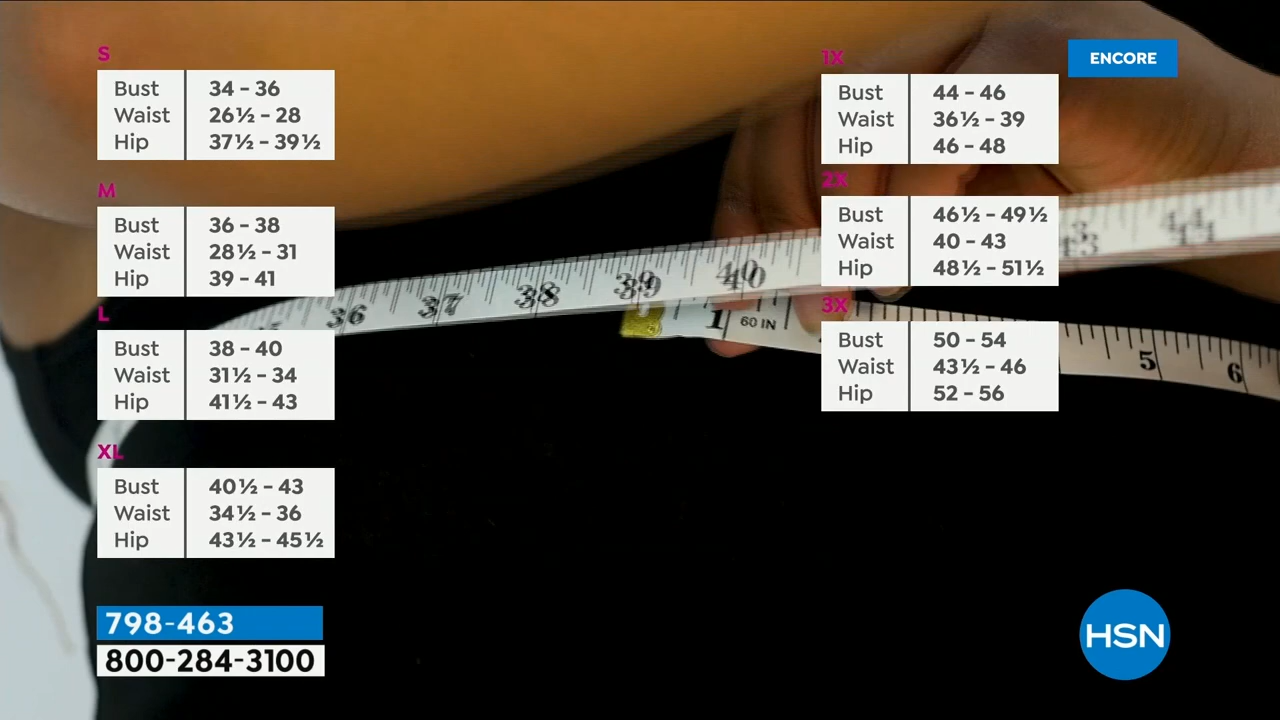 S
Bust 34 - 36
Waist 26½ - 28
Hip 37½ - 39½
M
Bust 36 - 38
Waist 28½ - 31
Hip 39 - 41
L
Bust 38 - 40
Waist 31½ - 34
Hip 41½ - 43
XL
Bust 40½ - 43
Waist 34½ - 36
Hip 43½ - 45½
1X
Bust 44 - 46
Waist 36½ - 39
Hip 46 - 48
2X
Bust 46½ - 49½
Waist 40 - 43
Hip 48½ - 51½
3X
Bust 50 - 54
Waist 43½ - 46
Hip 52 - 56
ENCORE
36 37 38 39 40 43 44
1 60 IN 5 6
798-463
800-284-3100
HSN